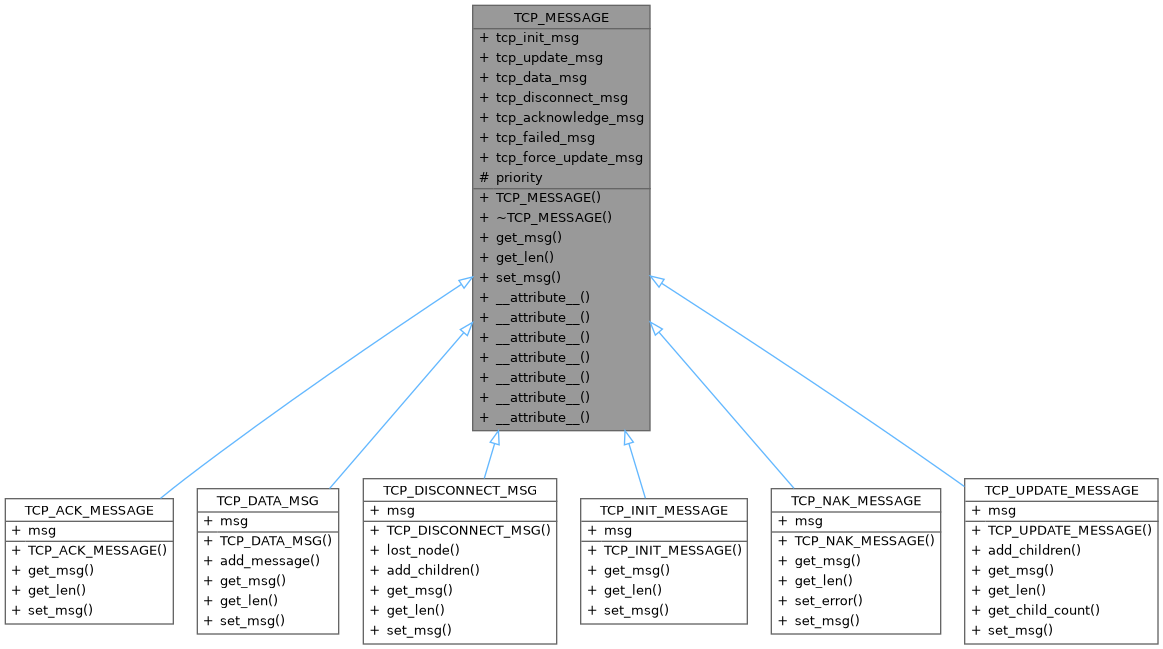 TCP_MESSAGE
+ tcp_init_msg
+ tcp_update_msg
+ tcp_data_msg
+ tcp_disconnect_msg
+ tcp_acknowledge_msg
+ tcp_failed_msg
+ tcp_force_update_msg
# priority
+ TCP_MESSAGE()
+ ~TCP_MESSAGE()
+ get_msg()
+ get_len()
+ set_msg()
+ __attribute__()
+ __attribute__()
+ __attribute__()
+ __attribute__()
+ __attribute__()
+ __attribute__()
+ __attribute__()
TCP_ACK_MESSAGE
+ msg
+ TCP_ACK_MESSAGE()
+ get_msg()
+ get_len()
+ set_msg()
TCP_DATA_MSG
+ msg
+ TCP_DATA_MSG()
+ add_message()
+ get_msg()
+ get_len()
+ set_msg()
TCP_DISCONNECT_MSG
+ msg
+ TCP_DISCONNECT_MSG()
+ lost_node()
+ add_children()
+ get_msg()
+ get_len()
+ set_msg()
TCP_INIT_MESSAGE
+ msg
+ TCP_INIT_MESSAGE()
+ get_msg()
+ get_len()
+ set_msg()
TCP_NAK_MESSAGE
+ msg
+ TCP_NAK_MESSAGE()
+ get_msg()
+ get_len()
+ set_error()
+ set_msg()
TCP_UPDATE_MESSAGE
+ msg
+ TCP_UPDATE_MESSAGE()
+ add_children()
+ get_msg()
+ get_len()
+ get_child_count()
+ set_msg()